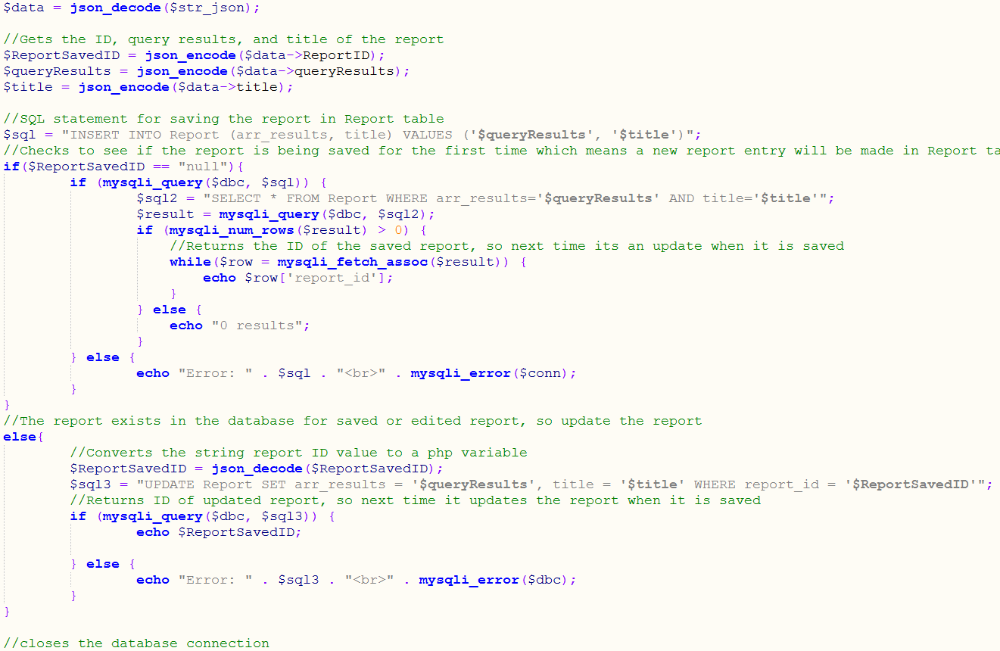 $data = json_decode($str_json);

//Gets the ID, query results, and title of the report
$ReportSavedID = json_encode($data->ReportID);
$queryResults = json_encode($data->queryResults);
$title = json_encode($data->title);

//SQL statement for saving the report in Report table
$sql = "INSERT INTO Report (arr_results, title) VALUES ('$queryResults', '$title')";
//Checks to see if the report is being saved for the first time which means a new report entry will be made in Report ta
if($ReportSavedID == "null"){
        if (mysqli_query($dbc, $sql)) {
                $sql2 = "SELECT * FROM Report WHERE arr_results='$queryResults' AND title='$title'";
                $result = mysqli_query($dbc, $sql2);
                if (mysqli_num_rows($result) > 0) {
                    //Returns the ID of the saved report, so next time its an update when it is saved
                    while($row = mysqli_fetch_assoc($result)) {
                        echo $row['report_id'];
                    }
                } else {
                    echo "0 results";
                }
        } else {
                echo "Error: " . $sql . "<br>" . mysqli_error($conn);
        }
}
//The report exists in the database for saved or edited report, so update the report
else{
        //Converts the string report ID value to a php variable
        $ReportSavedID = json_decode($ReportSavedID);
        $sql3 = "UPDATE Report SET arr_results = '$queryResults', title = '$title' WHERE report_id = '$ReportSavedID'";
        //Returns ID of updated report, so next time it updates the report when it is saved
        if (mysqli_query($dbc, $sql3)) {
                echo $ReportSavedID;

        } else {
                echo "Error: " . $sql3 . "<br>" . mysqli_error($dbc);
        }
}

//closes the database connection